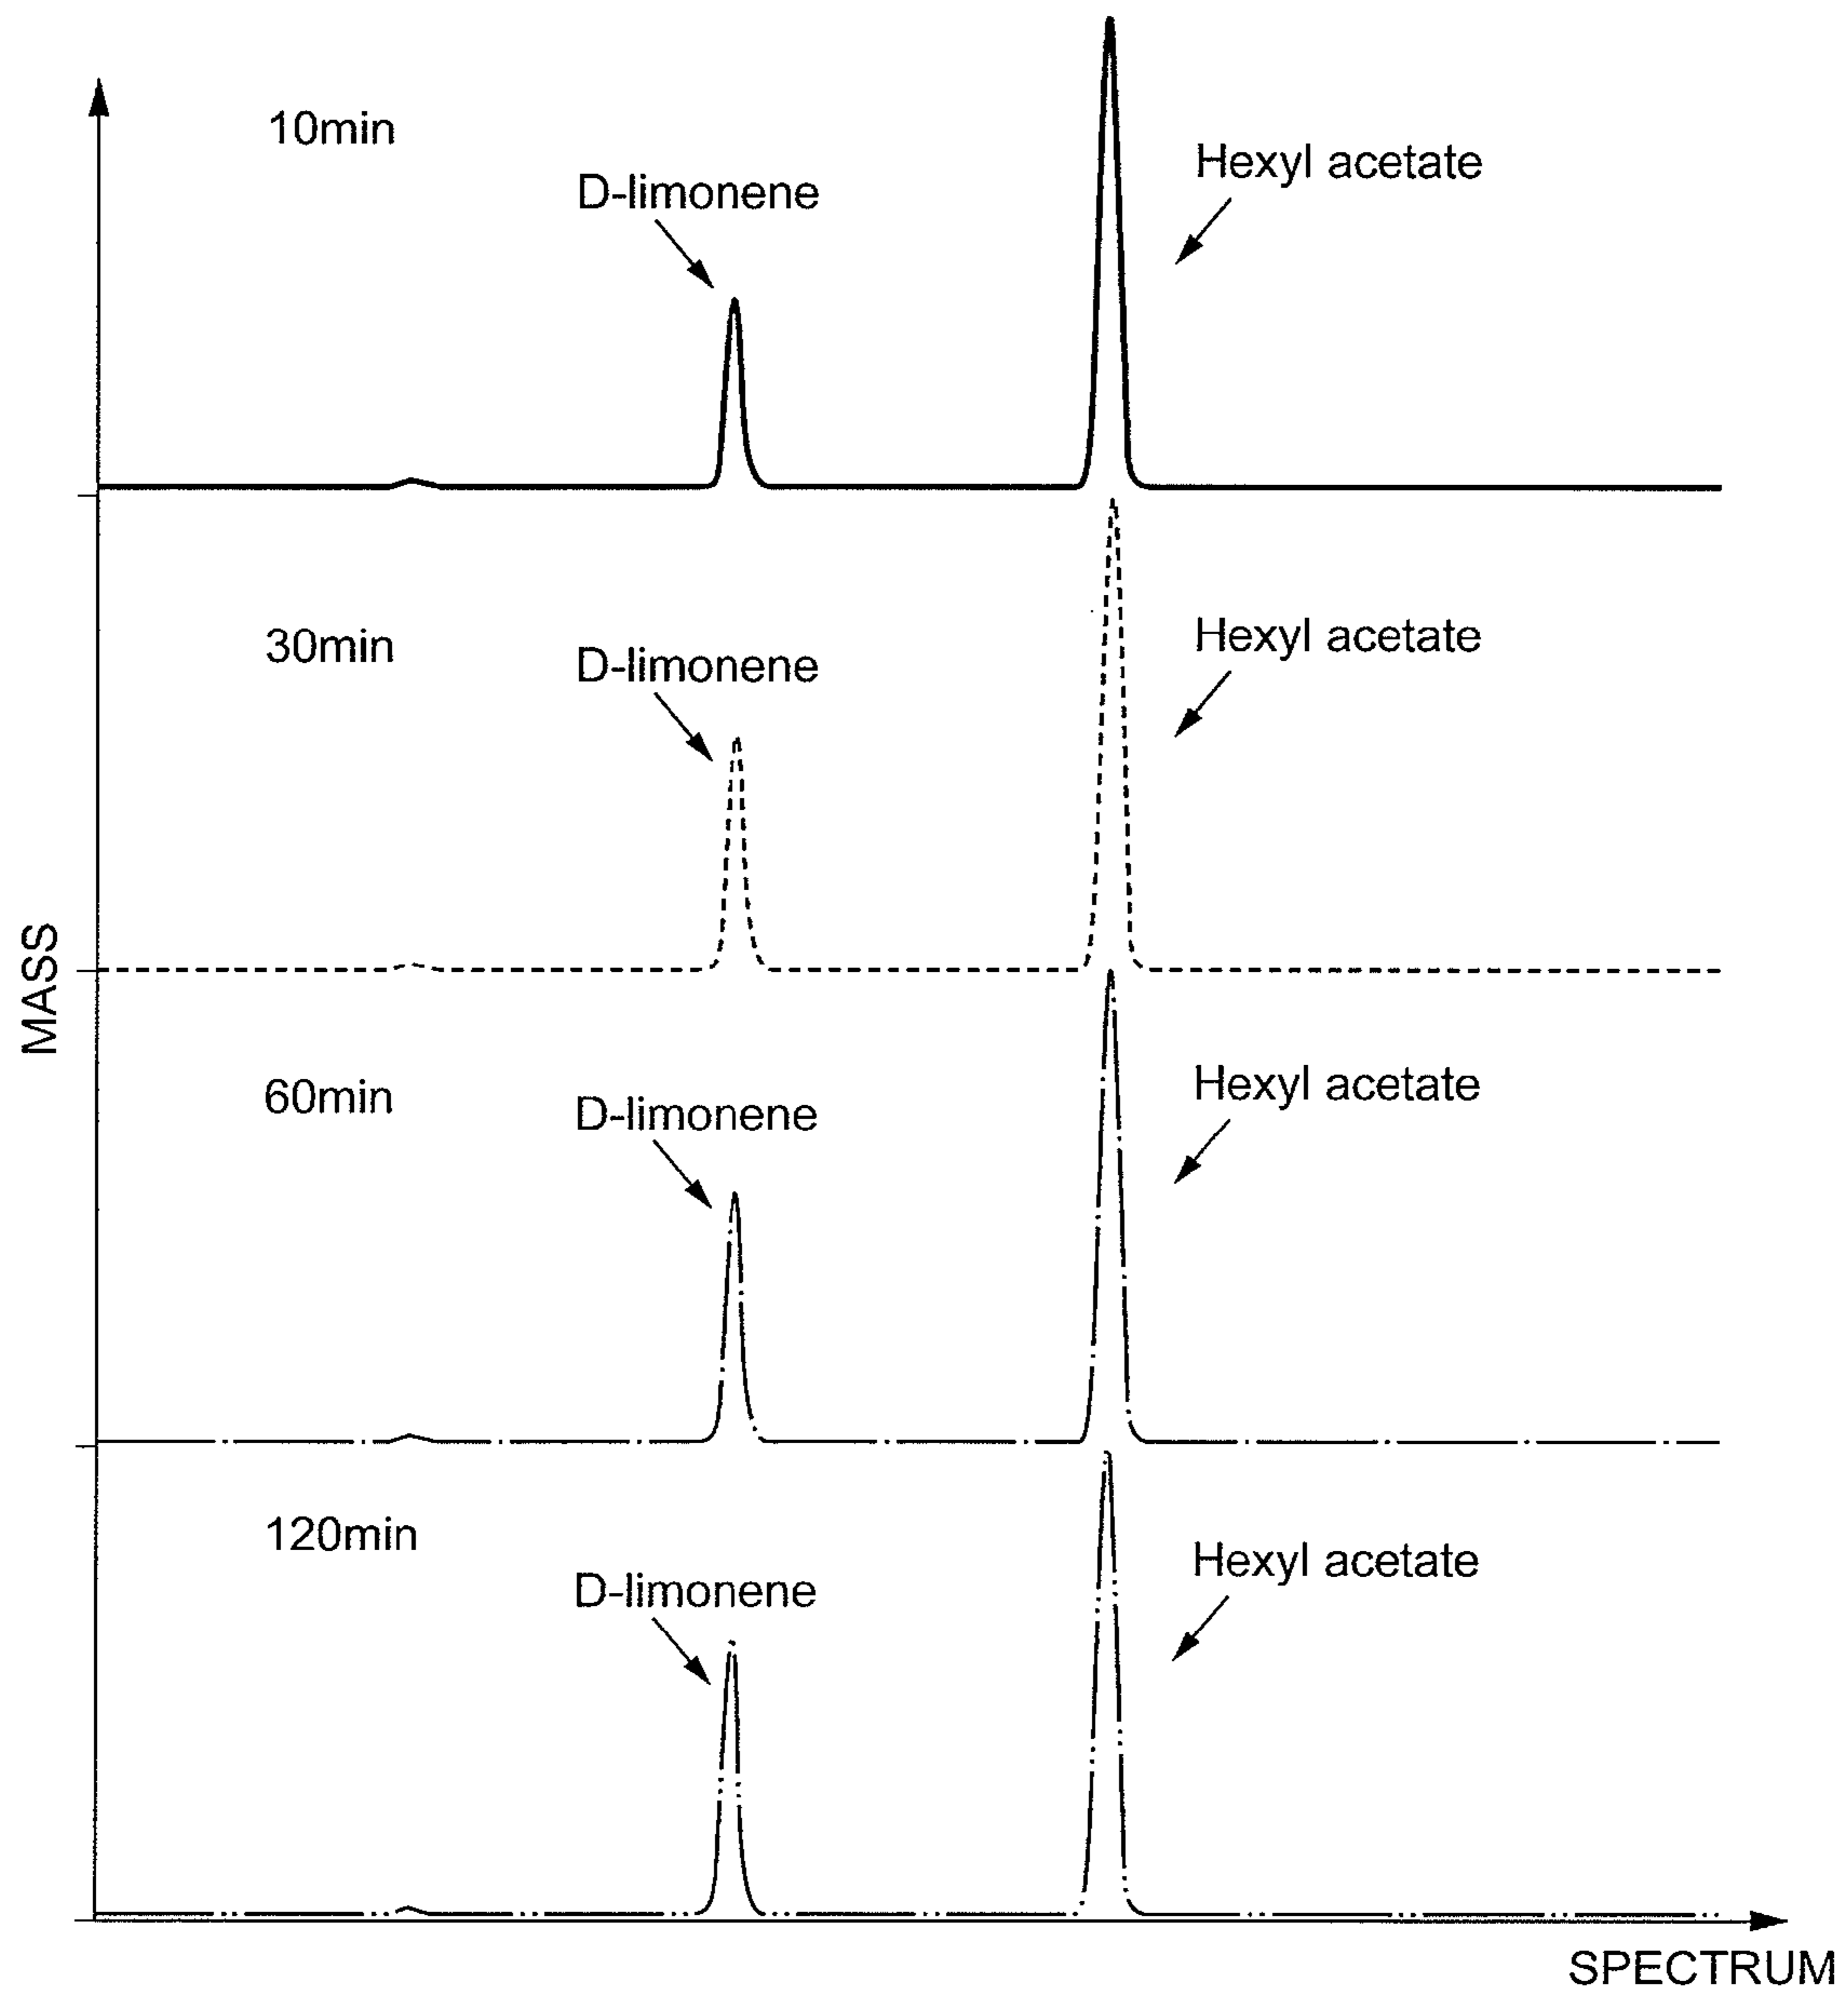 10min
D-limonene
Hexyl acetate
30min
D-limonene
Hexyl acetate
MASS
60min
D-limonene
Hexyl acetate
120min
D-limonene
Hexyl acetate
SPECTRUM